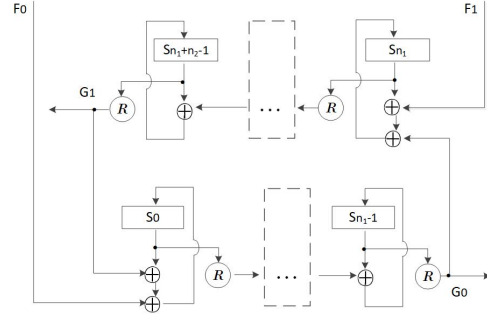 F0 F1
Sn1+n2-1 Sn1
G1 R ... R
S0 Sn1-1
R ... R
G0